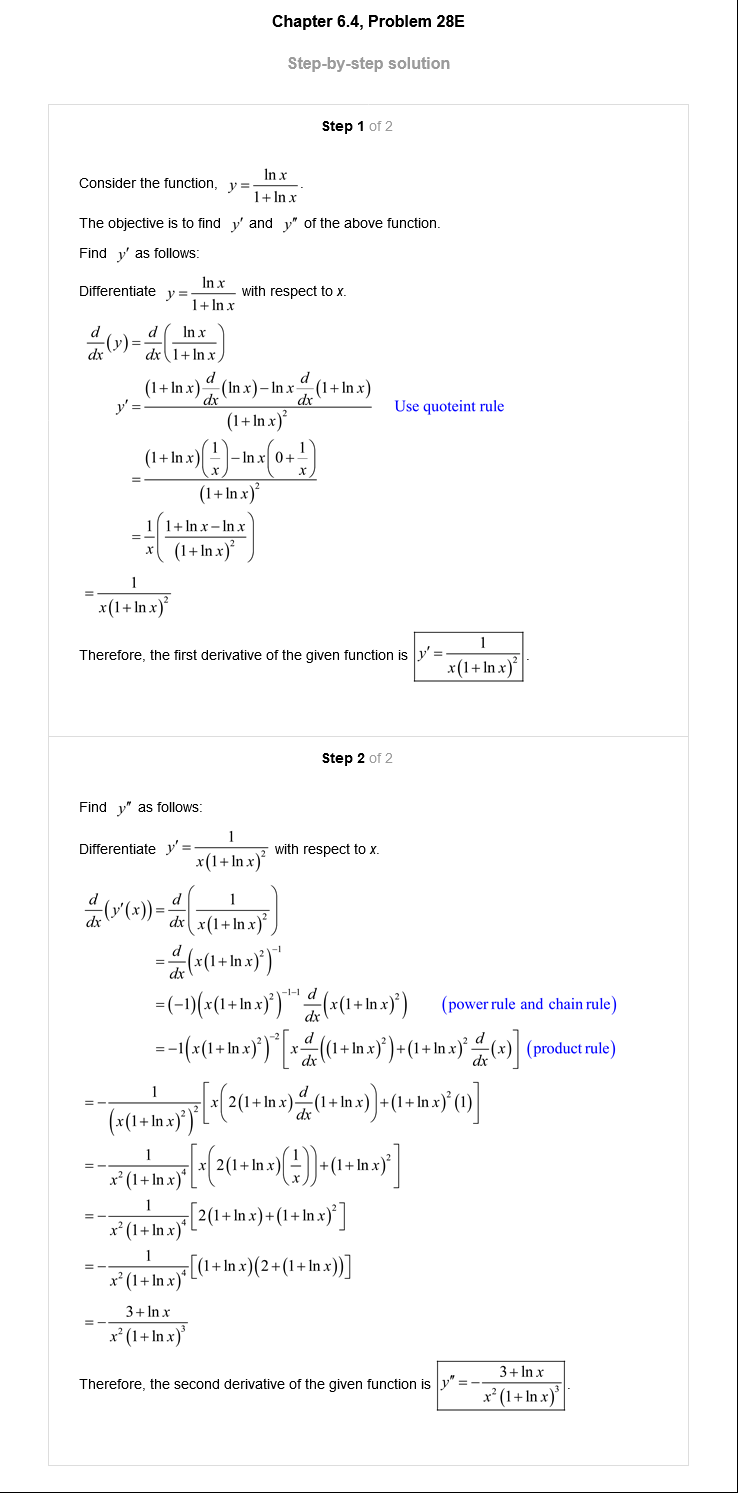 Chapter 6.4, Problem 28E
Step-by-step solution
Step 1 of 2
Consider the function, y = \frac{\ln x}{1+\ln x}.
The objective is to find y′ and y″ of the above function.
Find y′ as follows:
Differentiate y = \frac{\ln x}{1+\ln x} with respect to x.
\frac{d}{dx}(y) = \frac{d}{dx}\left(\frac{\ln x}{1+\ln x}\right)
y′ = \frac{(1+\ln x)\frac{d}{dx}(\ln x) - \ln x\frac{d}{dx}(1+\ln x)}{(1+\ln x)^2} Use quoteint rule
= \frac{(1+\ln x)\left(\frac{1}{x}\right) - \ln x\left(0+\frac{1}{x}\right)}{(1+\ln x)^2}
= \frac{1}{x}\left(\frac{1+\ln x-\ln x}{(1+\ln x)^2}\right)
= \frac{1}{x(1+\ln x)^2}
Therefore, the first derivative of the given function is y′ = \frac{1}{x(1+\ln x)^2}.
Step 2 of 2
Find y″ as follows:
Differentiate y′ = \frac{1}{x(1+\ln x)^2} with respect to x.
\frac{d}{dx}(y′(x)) = \frac{d}{dx}\left(\frac{1}{x(1+\ln x)^2}\right)
= \frac{d}{dx}\left(x(1+\ln x)^2\right)^{-1}
= (-1)\left(x(1+\ln x)^2\right)^{-1-1}\frac{d}{dx}\left(x(1+\ln x)^2\right) (power rule and chain rule)
= -1\left(x(1+\ln x)^2\right)^{-2}\left[x\frac{d}{dx}\left((1+\ln x)^2\right)+(1+\ln x)^2\frac{d}{dx}(x)\right] (product rule)
= -\frac{1}{\left(x(1+\ln x)^2\right)^2}\left[x\left(2(1+\ln x)\frac{d}{dx}(1+\ln x)\right)+(1+\ln x)^2(1)\right]
= -\frac{1}{x^2(1+\ln x)^4}\left[x\left(2(1+\ln x)\left(\frac{1}{x}\right)\right)+(1+\ln x)^2\right]
= -\frac{1}{x^2(1+\ln x)^4}\left[2(1+\ln x)+(1+\ln x)^2\right]
= -\frac{1}{x^2(1+\ln x)^4}\left[(1+\ln x)(2+(1+\ln x))\right]
= -\frac{3+\ln x}{x^2(1+\ln x)^3}
Therefore, the second derivative of the given function is y″ = -\frac{3+\ln x}{x^2(1+\ln x)^3}.